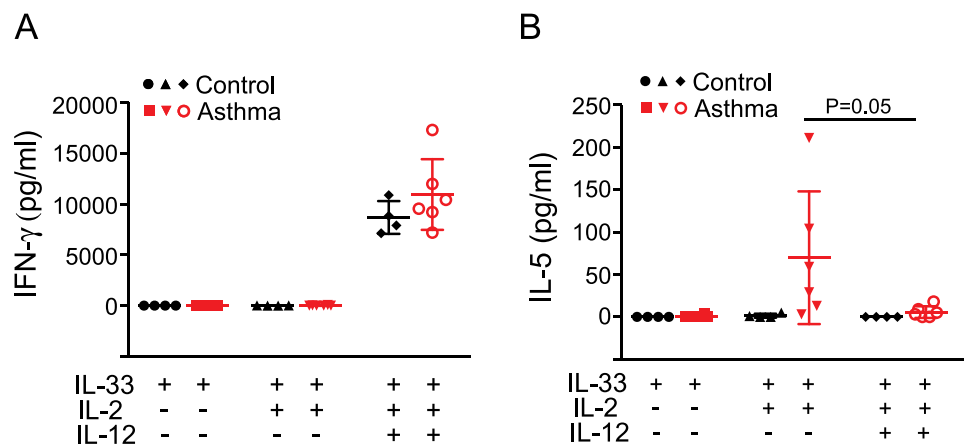 A
Control
Asthma
IFN-γ (pg/ml)
20000
15000
10000
5000
0
IL-33 + + + + + +
IL-2 - - + + + +
IL-12 - - - - + +
B
Control
Asthma
P=0.05
IL-5 (pg/ml)
250
200
150
100
50
0
IL-33 + + + + + +
IL-2 - - + + + +
IL-12 - - - - + +